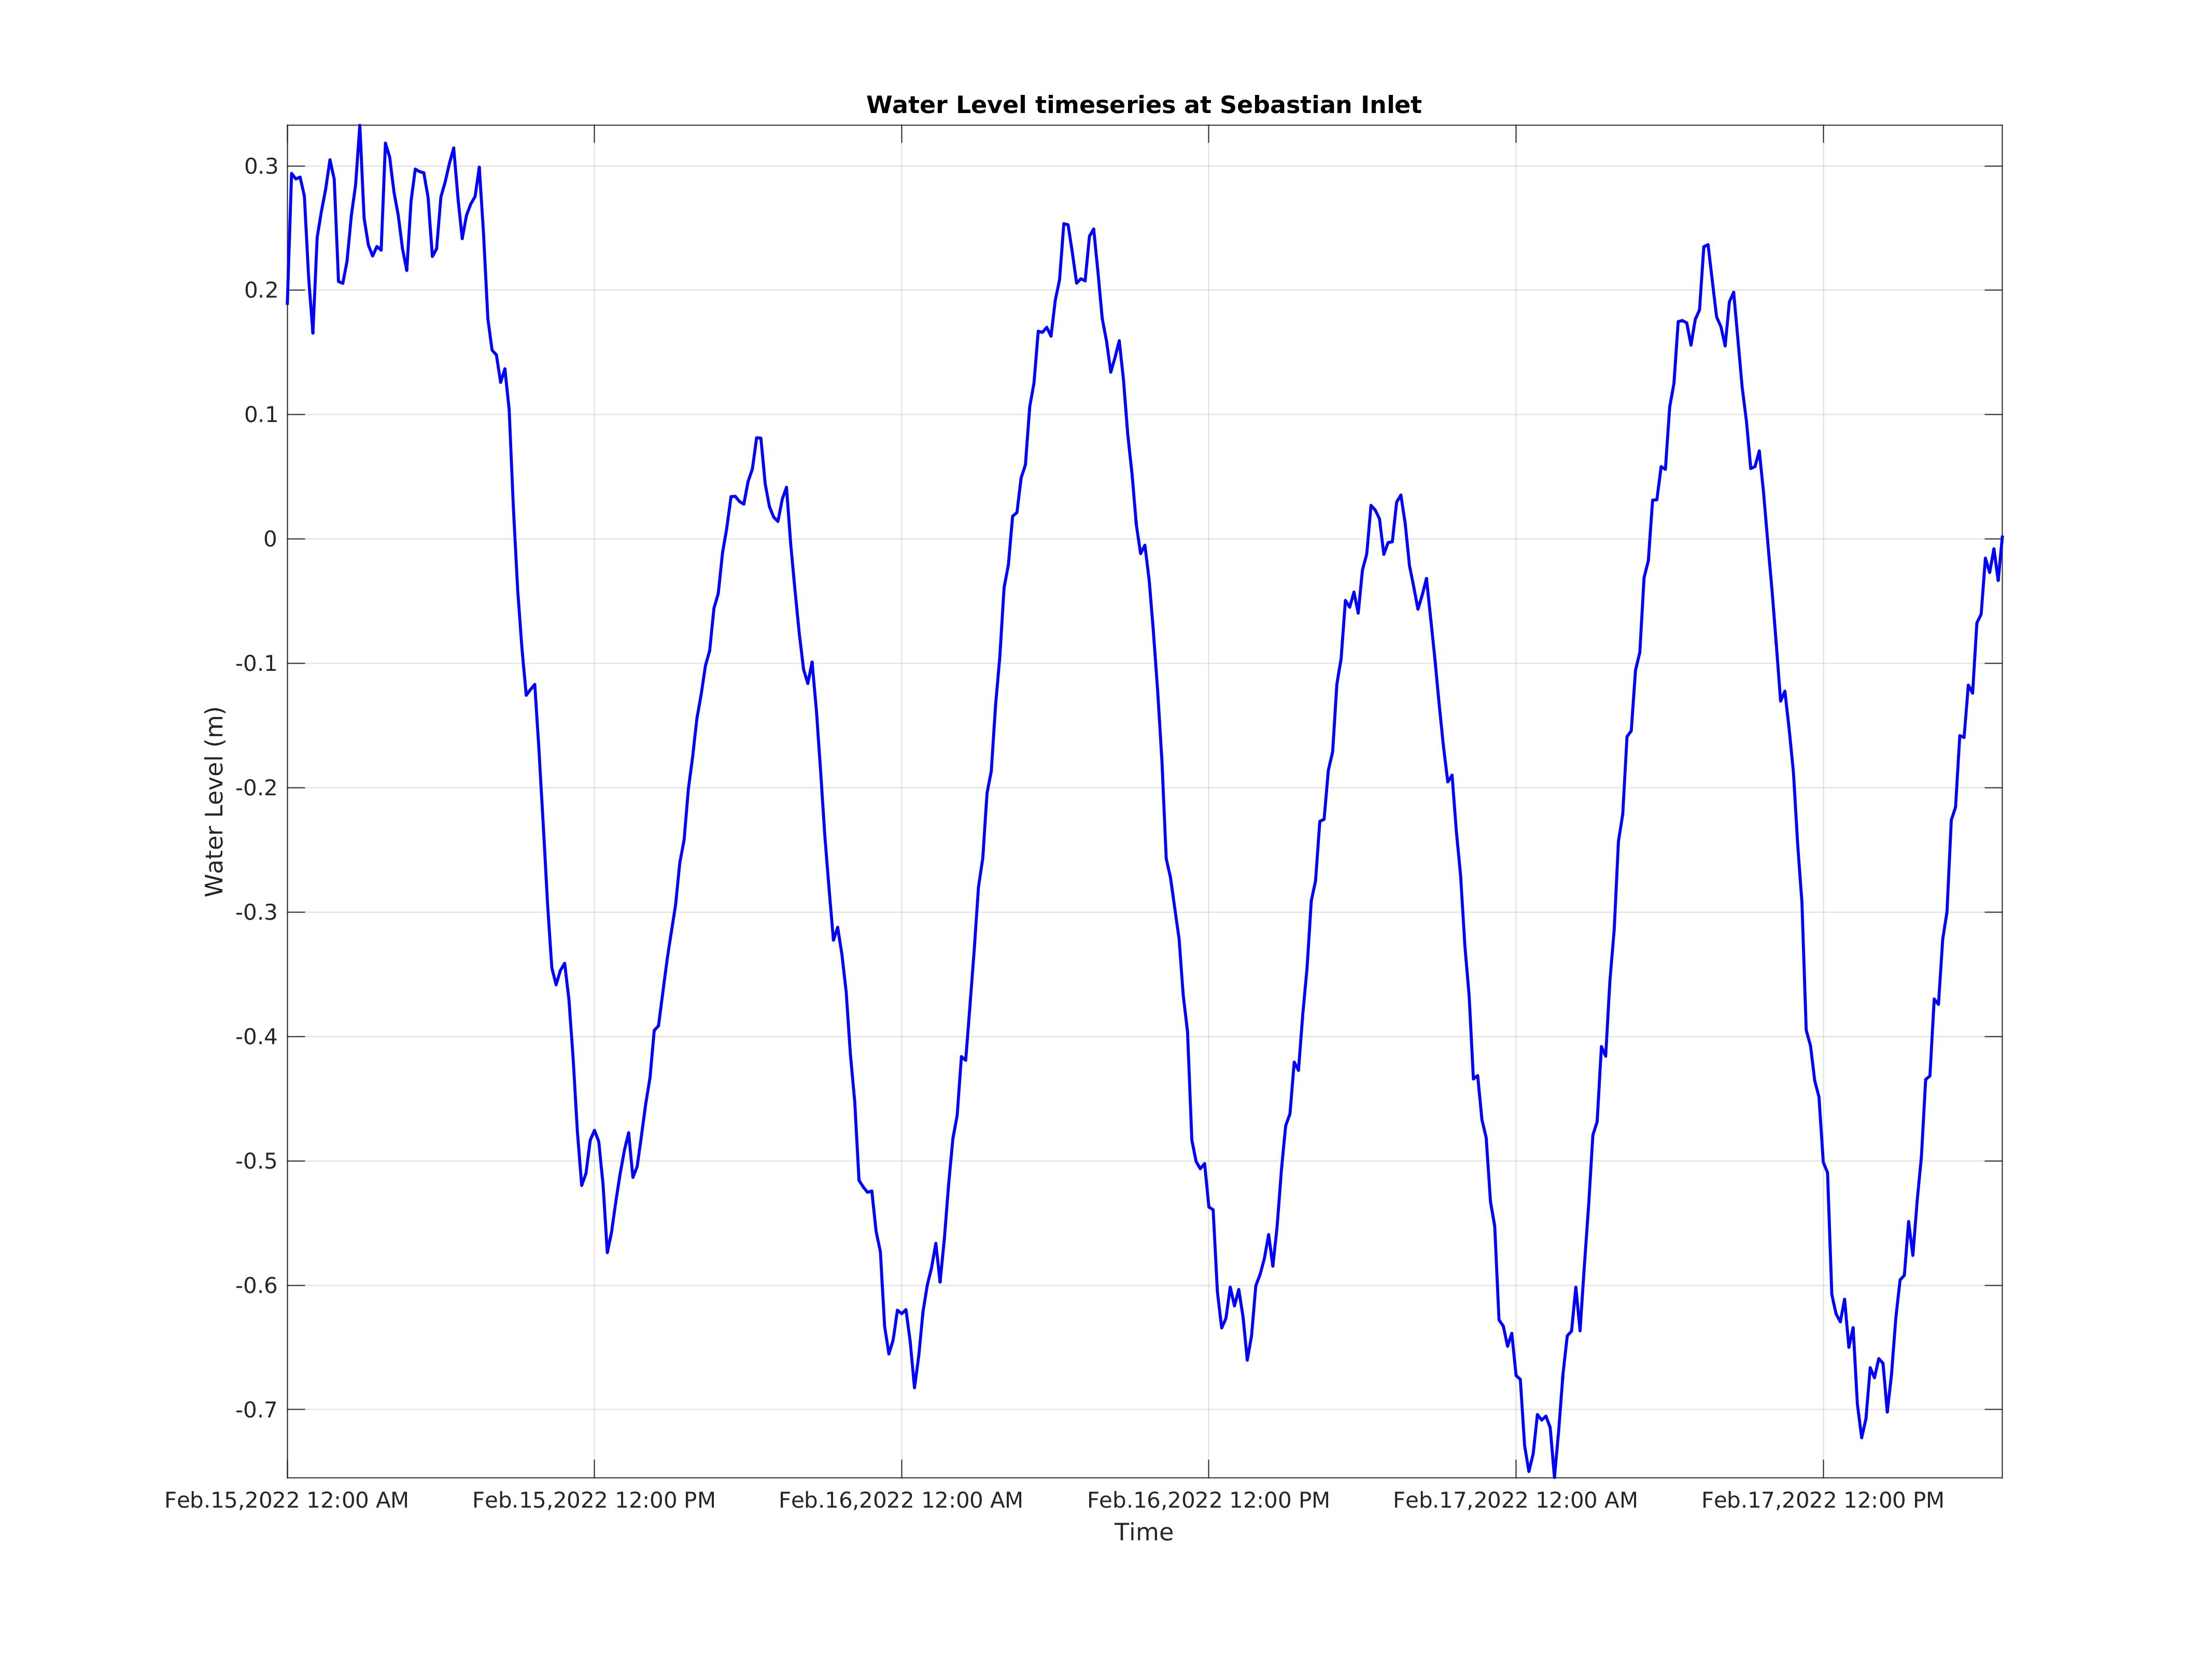 Water Level timeseries at Sebastian Inlet
0.3
0.2
0.1
0
-0.1
-0.2
-0.3
-0.4
-0.5
-0.6
-0.7
Water Level (m)
Feb.15,2022 12:00 AM Feb.15,2022 12:00 PM Feb.16,2022 12:00 AM Feb.16,2022 12:00 PM Feb.17,2022 12:00 AM Feb.17,2022 12:00 PM
Time